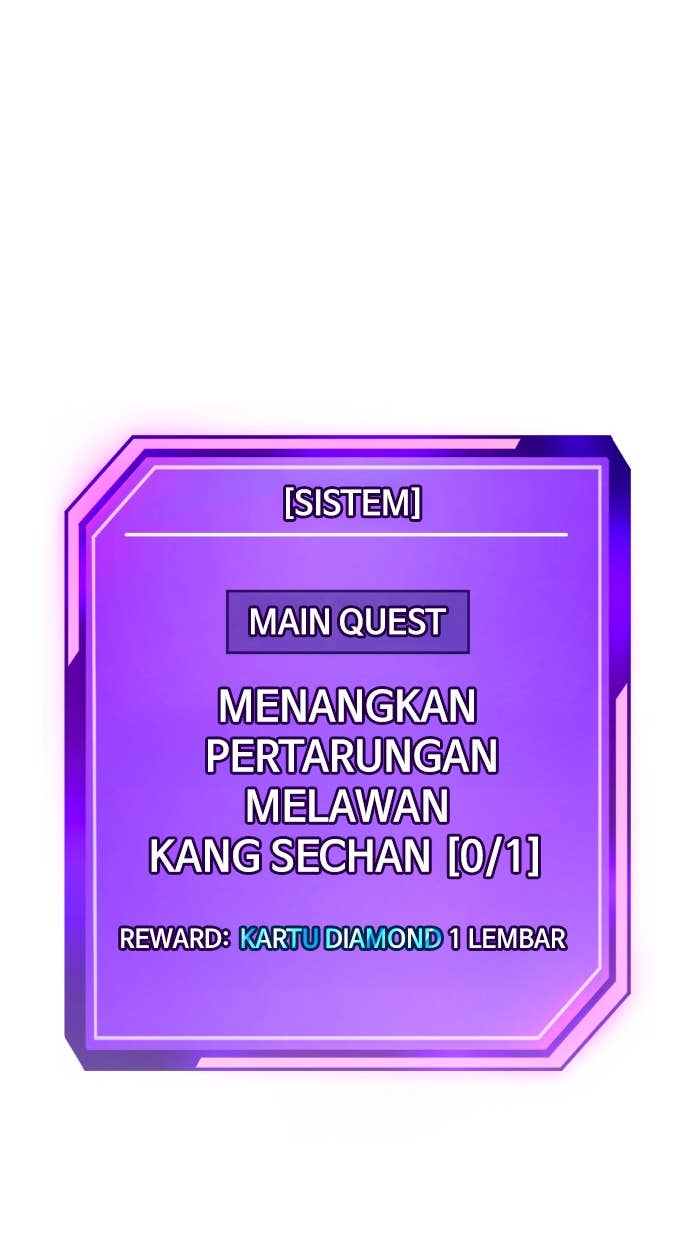 [SISTEM]
MAIN QUEST
MENANGKAN
PERTARUNGAN
MELAWAN
KANG SECHAN [0/1]
REWARD: KARTU DIAMOND 1 LEMBAR